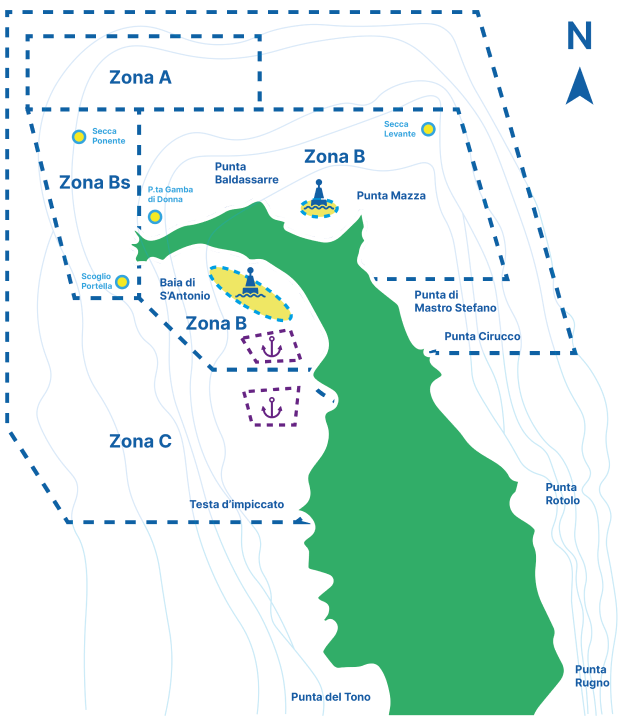 N
Zona A
Secca
Ponente
Secca
Levante
Zona B
Punta
Baldassarre
Zona Bs
P.ta Gamba
di Donna
Punta Mazza
Scoglio
Portella
Baia di
S'Antonio
Punta di
Mastro Stefano
Zona B
Punta Cirucco
Zona C
Punta
Rotolo
Testa d'impiccato
Punta
Rugno
Punta del Tono